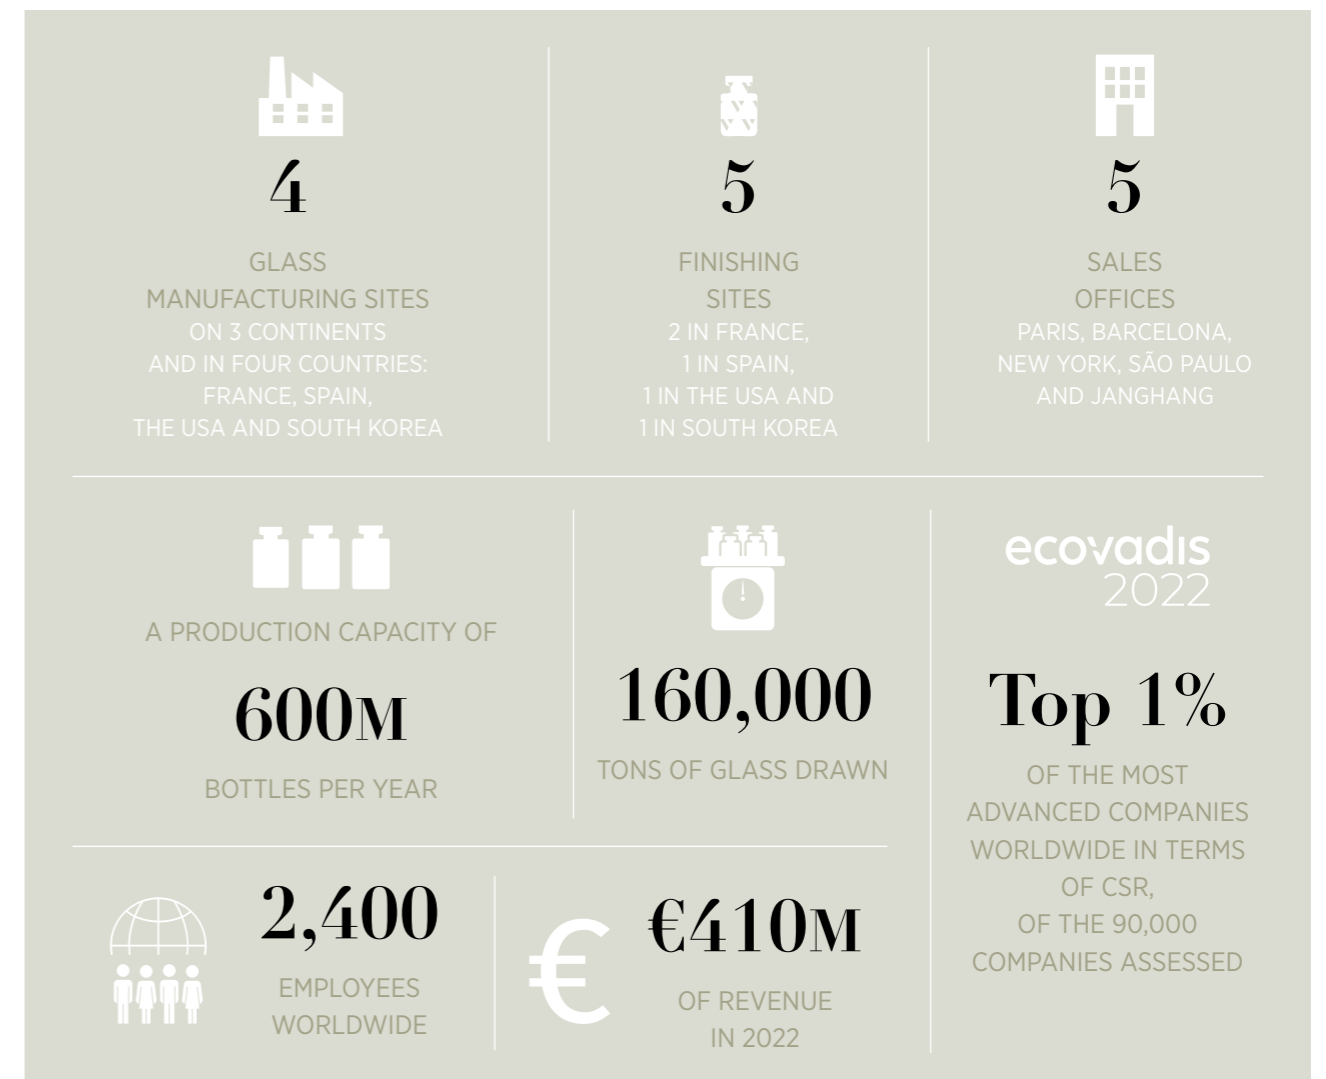 4
GLASS
MANUFACTURING SITES
ON 3 CONTINENTS
AND IN FOUR COUNTRIES:
FRANCE, SPAIN,
THE USA AND SOUTH KOREA
5
FINISHING
SITES
2 IN FRANCE,
1 IN SPAIN,
1 IN THE USA AND
1 IN SOUTH KOREA
5
SALES
OFFICES
PARIS, BARCELONA,
NEW YORK, SÃO PAULO
AND JANGHANG
A PRODUCTION CAPACITY OF
600M
BOTTLES PER YEAR
160,000
TONS OF GLASS DRAWN
ecovadis
2022
Top 1%
OF THE MOST
ADVANCED COMPANIES
WORLDWIDE IN TERMS
OF CSR,
OF THE 90,000
COMPANIES ASSESSED
2,400
EMPLOYEES
WORLDWIDE
€
€410M
OF REVENUE
IN 2022